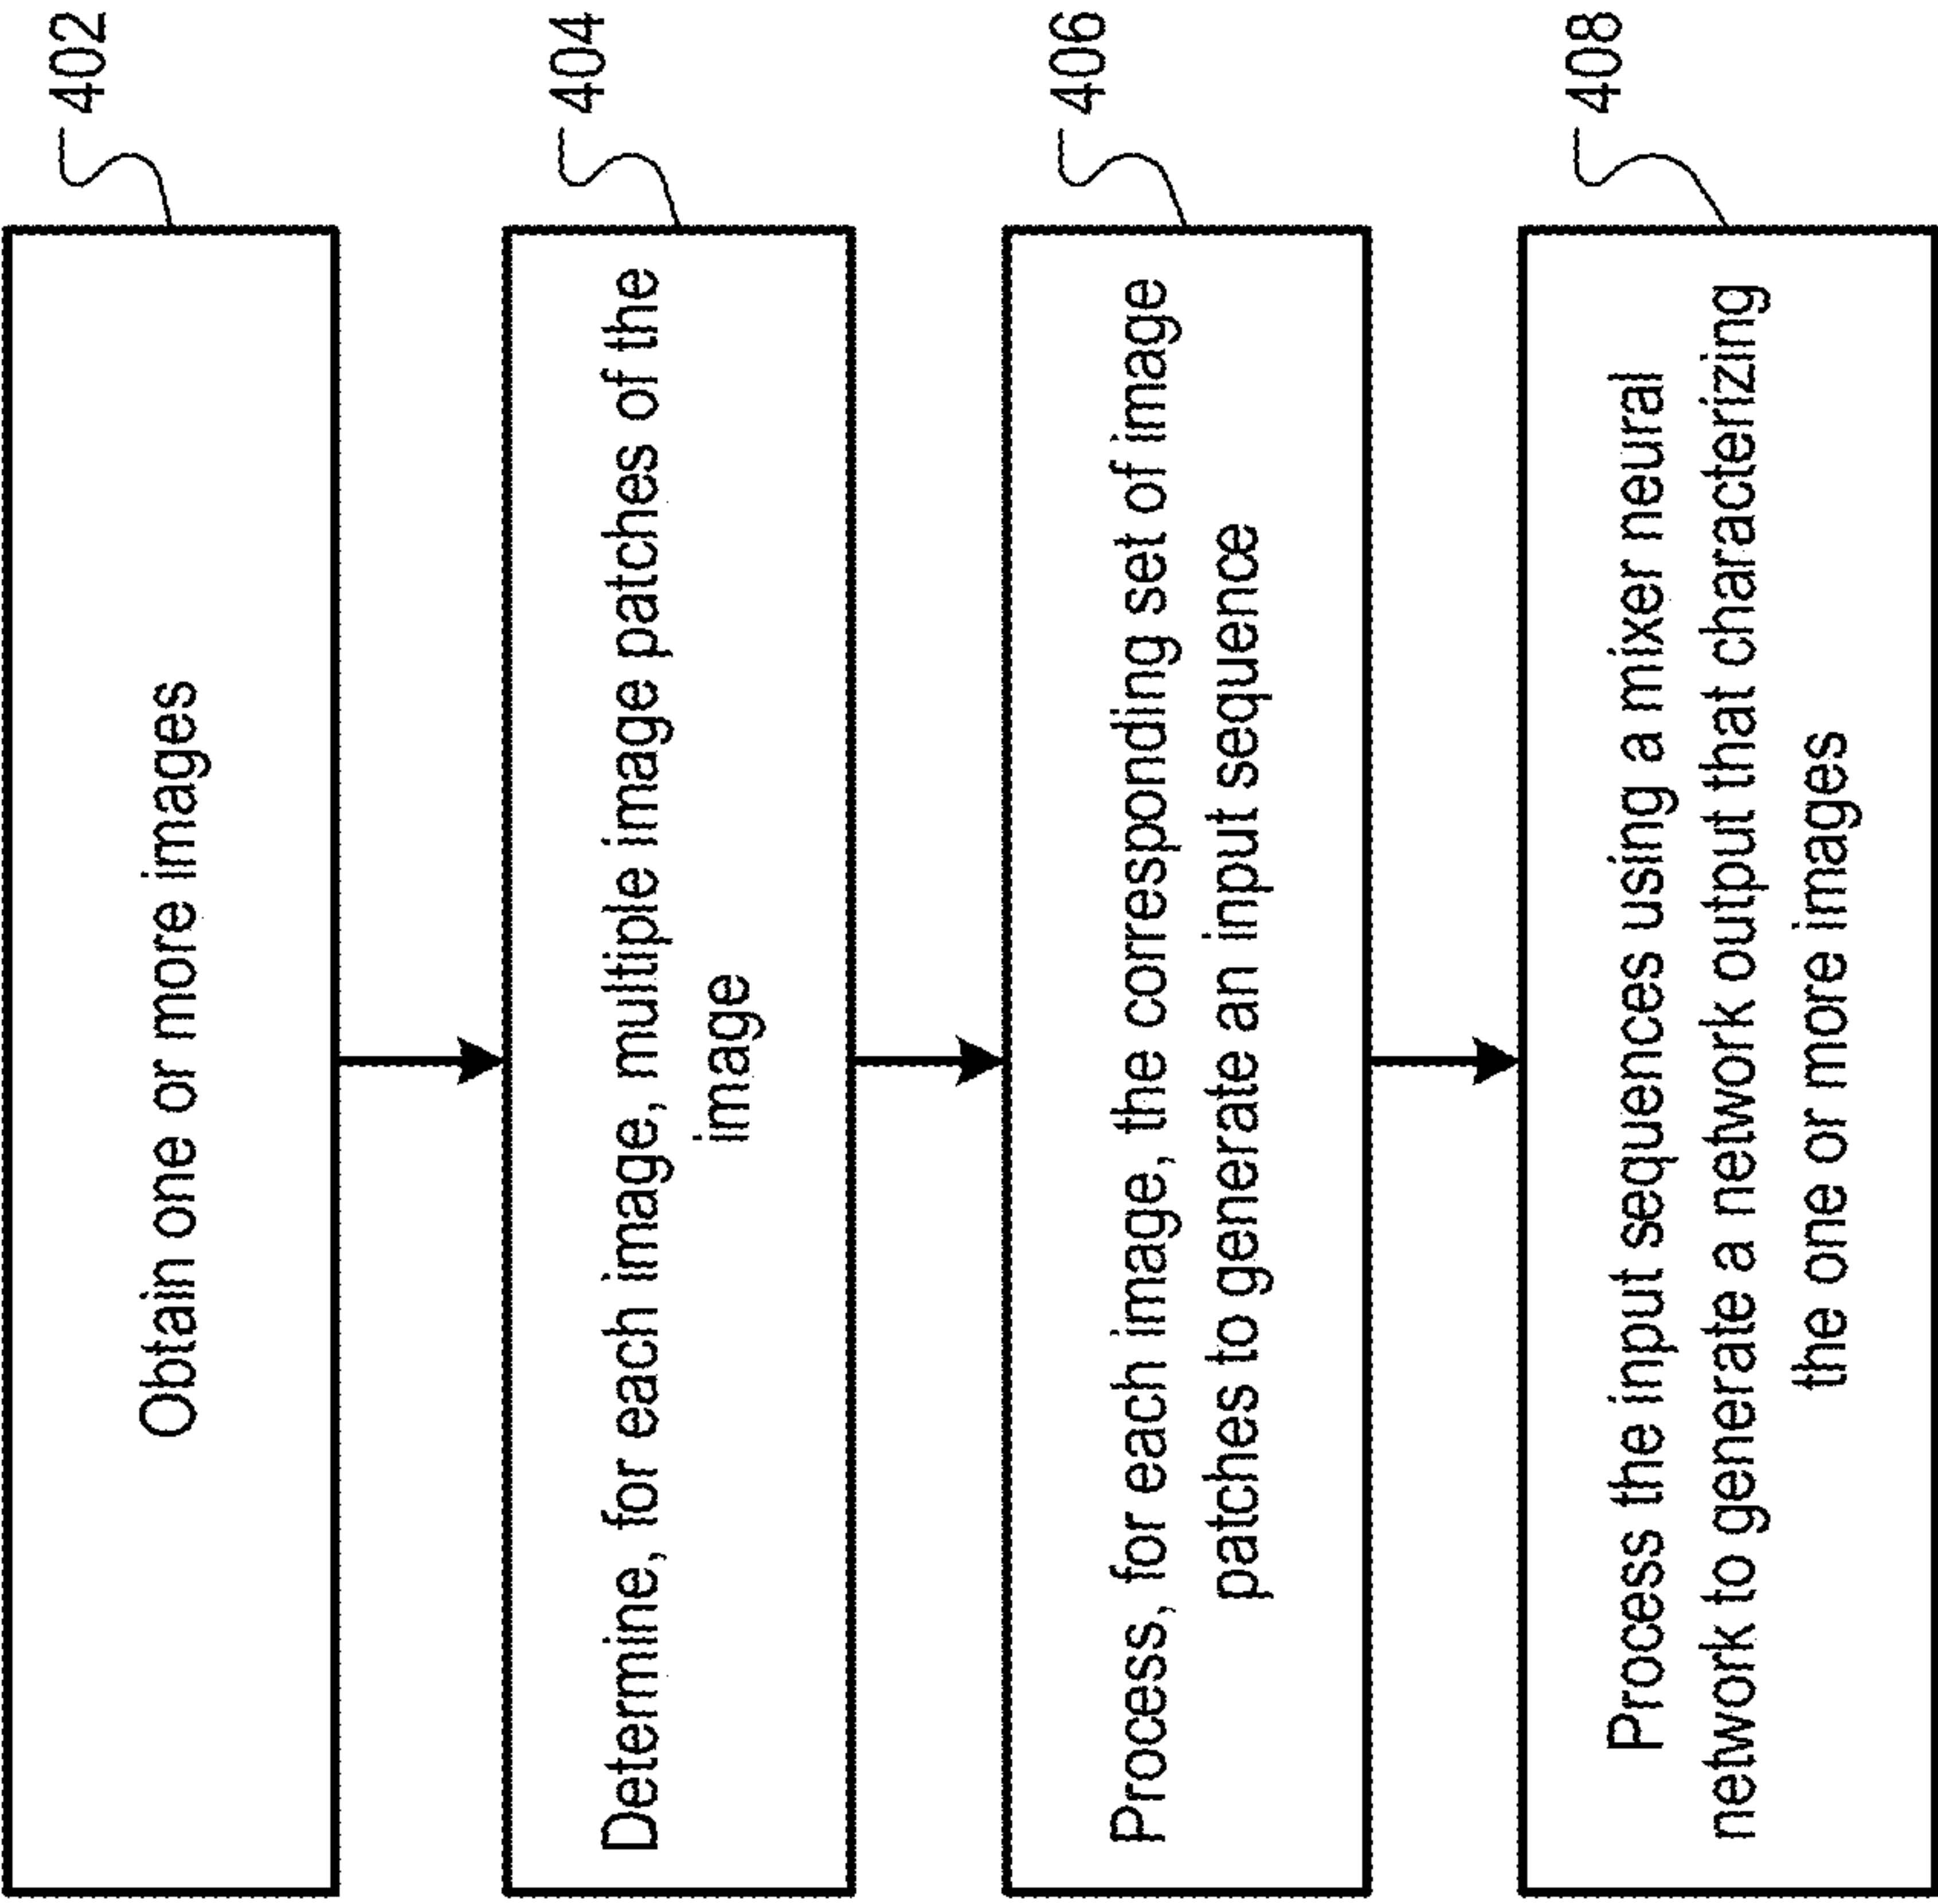 402
Obtain one or more images
404
Determine, for each image, multiple image patches of the
image
406
Process, for each image, the corresponding set of image
patches to generate an input sequence
408
Process the input sequences using a mixer neural
network to generate a network output that characterizing
the one or more images